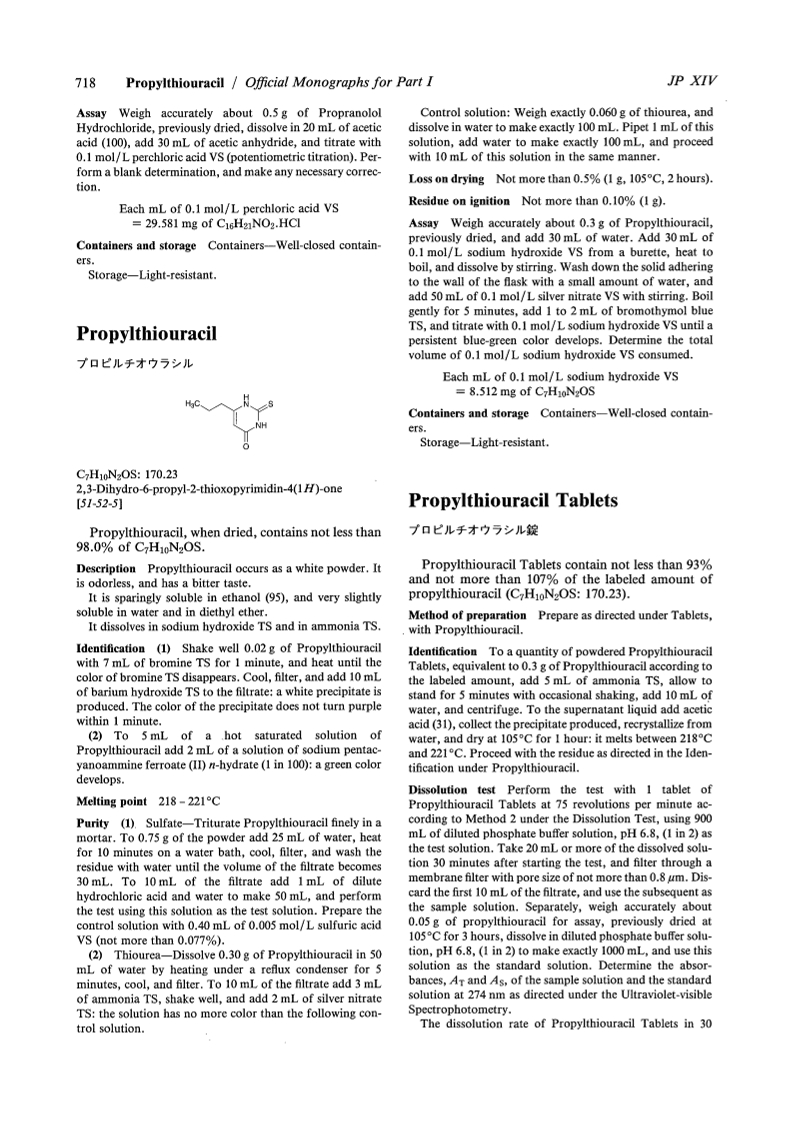 718 Propylthiouracil / Official Monographs for Part I JP XIV
Assay Weigh accurately about 0.5 g of Propranolol
Hydrochloride, previously dried, dissolve in 20 mL of acetic
acid (100), add 30 mL of acetic anhydride, and titrate with
0.1 mol/L perchloric acid VS (potentiometric titration). Per-
form a blank determination, and make any necessary correc-
tion.
Each mL of 0.1 mol/L perchloric acid VS
= 29.581 mg of C₁₆H₂₁NO₂.HCl
Containers and storage Containers—Well-closed contain-
ers.
Storage—Light-resistant.
Propylthiouracil
プロピルチオウラシル
H₃C
H
N
S
NH
O
C₇H₁₀N₂OS: 170.23
2,3-Dihydro-6-propyl-2-thioxopyrimidin-4(1H)-one
[51-52-5]
Propylthiouracil, when dried, contains not less than
98.0% of C₇H₁₀N₂OS.
Description Propylthiouracil occurs as a white powder. It
is odorless, and has a bitter taste.
It is sparingly soluble in ethanol (95), and very slightly
soluble in water and in diethyl ether.
It dissolves in sodium hydroxide TS and in ammonia TS.
Identification (1) Shake well 0.02 g of Propylthiouracil
with 7 mL of bromine TS for 1 minute, and heat until the
color of bromine TS disappears. Cool, filter, and add 10 mL
of barium hydroxide TS to the filtrate: a white precipitate is
produced. The color of the precipitate does not turn purple
within 1 minute.
(2) To 5 mL of a hot saturated solution of
Propylthiouracil add 2 mL of a solution of sodium pentac-
yanoammine ferroate (II) n-hydrate (1 in 100): a green color
develops.
Melting point 218 – 221°C
Purity (1) Sulfate—Triturate Propylthiouracil finely in a
mortar. To 0.75 g of the powder add 25 mL of water, heat
for 10 minutes on a water bath, cool, filter, and wash the
residue with water until the volume of the filtrate becomes
30 mL. To 10 mL of the filtrate add 1 mL of dilute
hydrochloric acid and water to make 50 mL, and perform
the test using this solution as the test solution. Prepare the
control solution with 0.40 mL of 0.005 mol/L sulfuric acid
VS (not more than 0.077%).
(2) Thiourea—Dissolve 0.30 g of Propylthiouracil in 50
mL of water by heating under a reflux condenser for 5
minutes, cool, and filter. To 10 mL of the filtrate add 3 mL
of ammonia TS, shake well, and add 2 mL of silver nitrate
TS: the solution has no more color than the following con-
trol solution.
Control solution: Weigh exactly 0.060 g of thiourea, and
dissolve in water to make exactly 100 mL. Pipet 1 mL of this
solution, add water to make exactly 100 mL, and proceed
with 10 mL of this solution in the same manner.
Loss on drying Not more than 0.5% (1 g, 105°C, 2 hours).
Residue on ignition Not more than 0.10% (1 g).
Assay Weigh accurately about 0.3 g of Propylthiouracil,
previously dried, and add 30 mL of water. Add 30 mL of
0.1 mol/L sodium hydroxide VS from a burette, heat to
boil, and dissolve by stirring. Wash down the solid adhering
to the wall of the flask with a small amount of water, and
add 50 mL of 0.1 mol/L silver nitrate VS with stirring. Boil
gently for 5 minutes, add 1 to 2 mL of bromothymol blue
TS, and titrate with 0.1 mol/L sodium hydroxide VS until a
persistent blue-green color develops. Determine the total
volume of 0.1 mol/L sodium hydroxide VS consumed.
Each mL of 0.1 mol/L sodium hydroxide VS
= 8.512 mg of C₇H₁₀N₂OS
Containers and storage Containers—Well-closed contain-
ers.
Storage—Light-resistant.
Propylthiouracil Tablets
プロピルチオウラシル錠
Propylthiouracil Tablets contain not less than 93%
and not more than 107% of the labeled amount of
propylthiouracil (C₇H₁₀N₂OS: 170.23).
Method of preparation Prepare as directed under Tablets,
with Propylthiouracil.
Identification To a quantity of powdered Propylthiouracil
Tablets, equivalent to 0.3 g of Propylthiouracil according to
the labeled amount, add 5 mL of ammonia TS, allow to
stand for 5 minutes with occasional shaking, add 10 mL of
water, and centrifuge. To the supernatant liquid add acetic
acid (31), collect the precipitate produced, recrystallize from
water, and dry at 105°C for 1 hour: it melts between 218°C
and 221°C. Proceed with the residue as directed in the Iden-
tification under Propylthiouracil.
Dissolution test Perform the test with 1 tablet of
Propylthiouracil Tablets at 75 revolutions per minute ac-
cording to Method 2 under the Dissolution Test, using 900
mL of diluted phosphate buffer solution, pH 6.8, (1 in 2) as
the test solution. Take 20 mL or more of the dissolved solu-
tion 30 minutes after starting the test, and filter through a
membrane filter with pore size of not more than 0.8 μm. Dis-
card the first 10 mL of the filtrate, and use the subsequent as
the sample solution. Separately, weigh accurately about
0.05 g of propylthiouracil for assay, previously dried at
105°C for 3 hours, dissolve in diluted phosphate buffer solu-
tion, pH 6.8, (1 in 2) to make exactly 1000 mL, and use this
solution as the standard solution. Determine the absor-
bances, A_T and A_S, of the sample solution and the standard
solution at 274 nm as directed under the Ultraviolet-visible
Spectrophotometry.
The dissolution rate of Propylthiouracil Tablets in 30